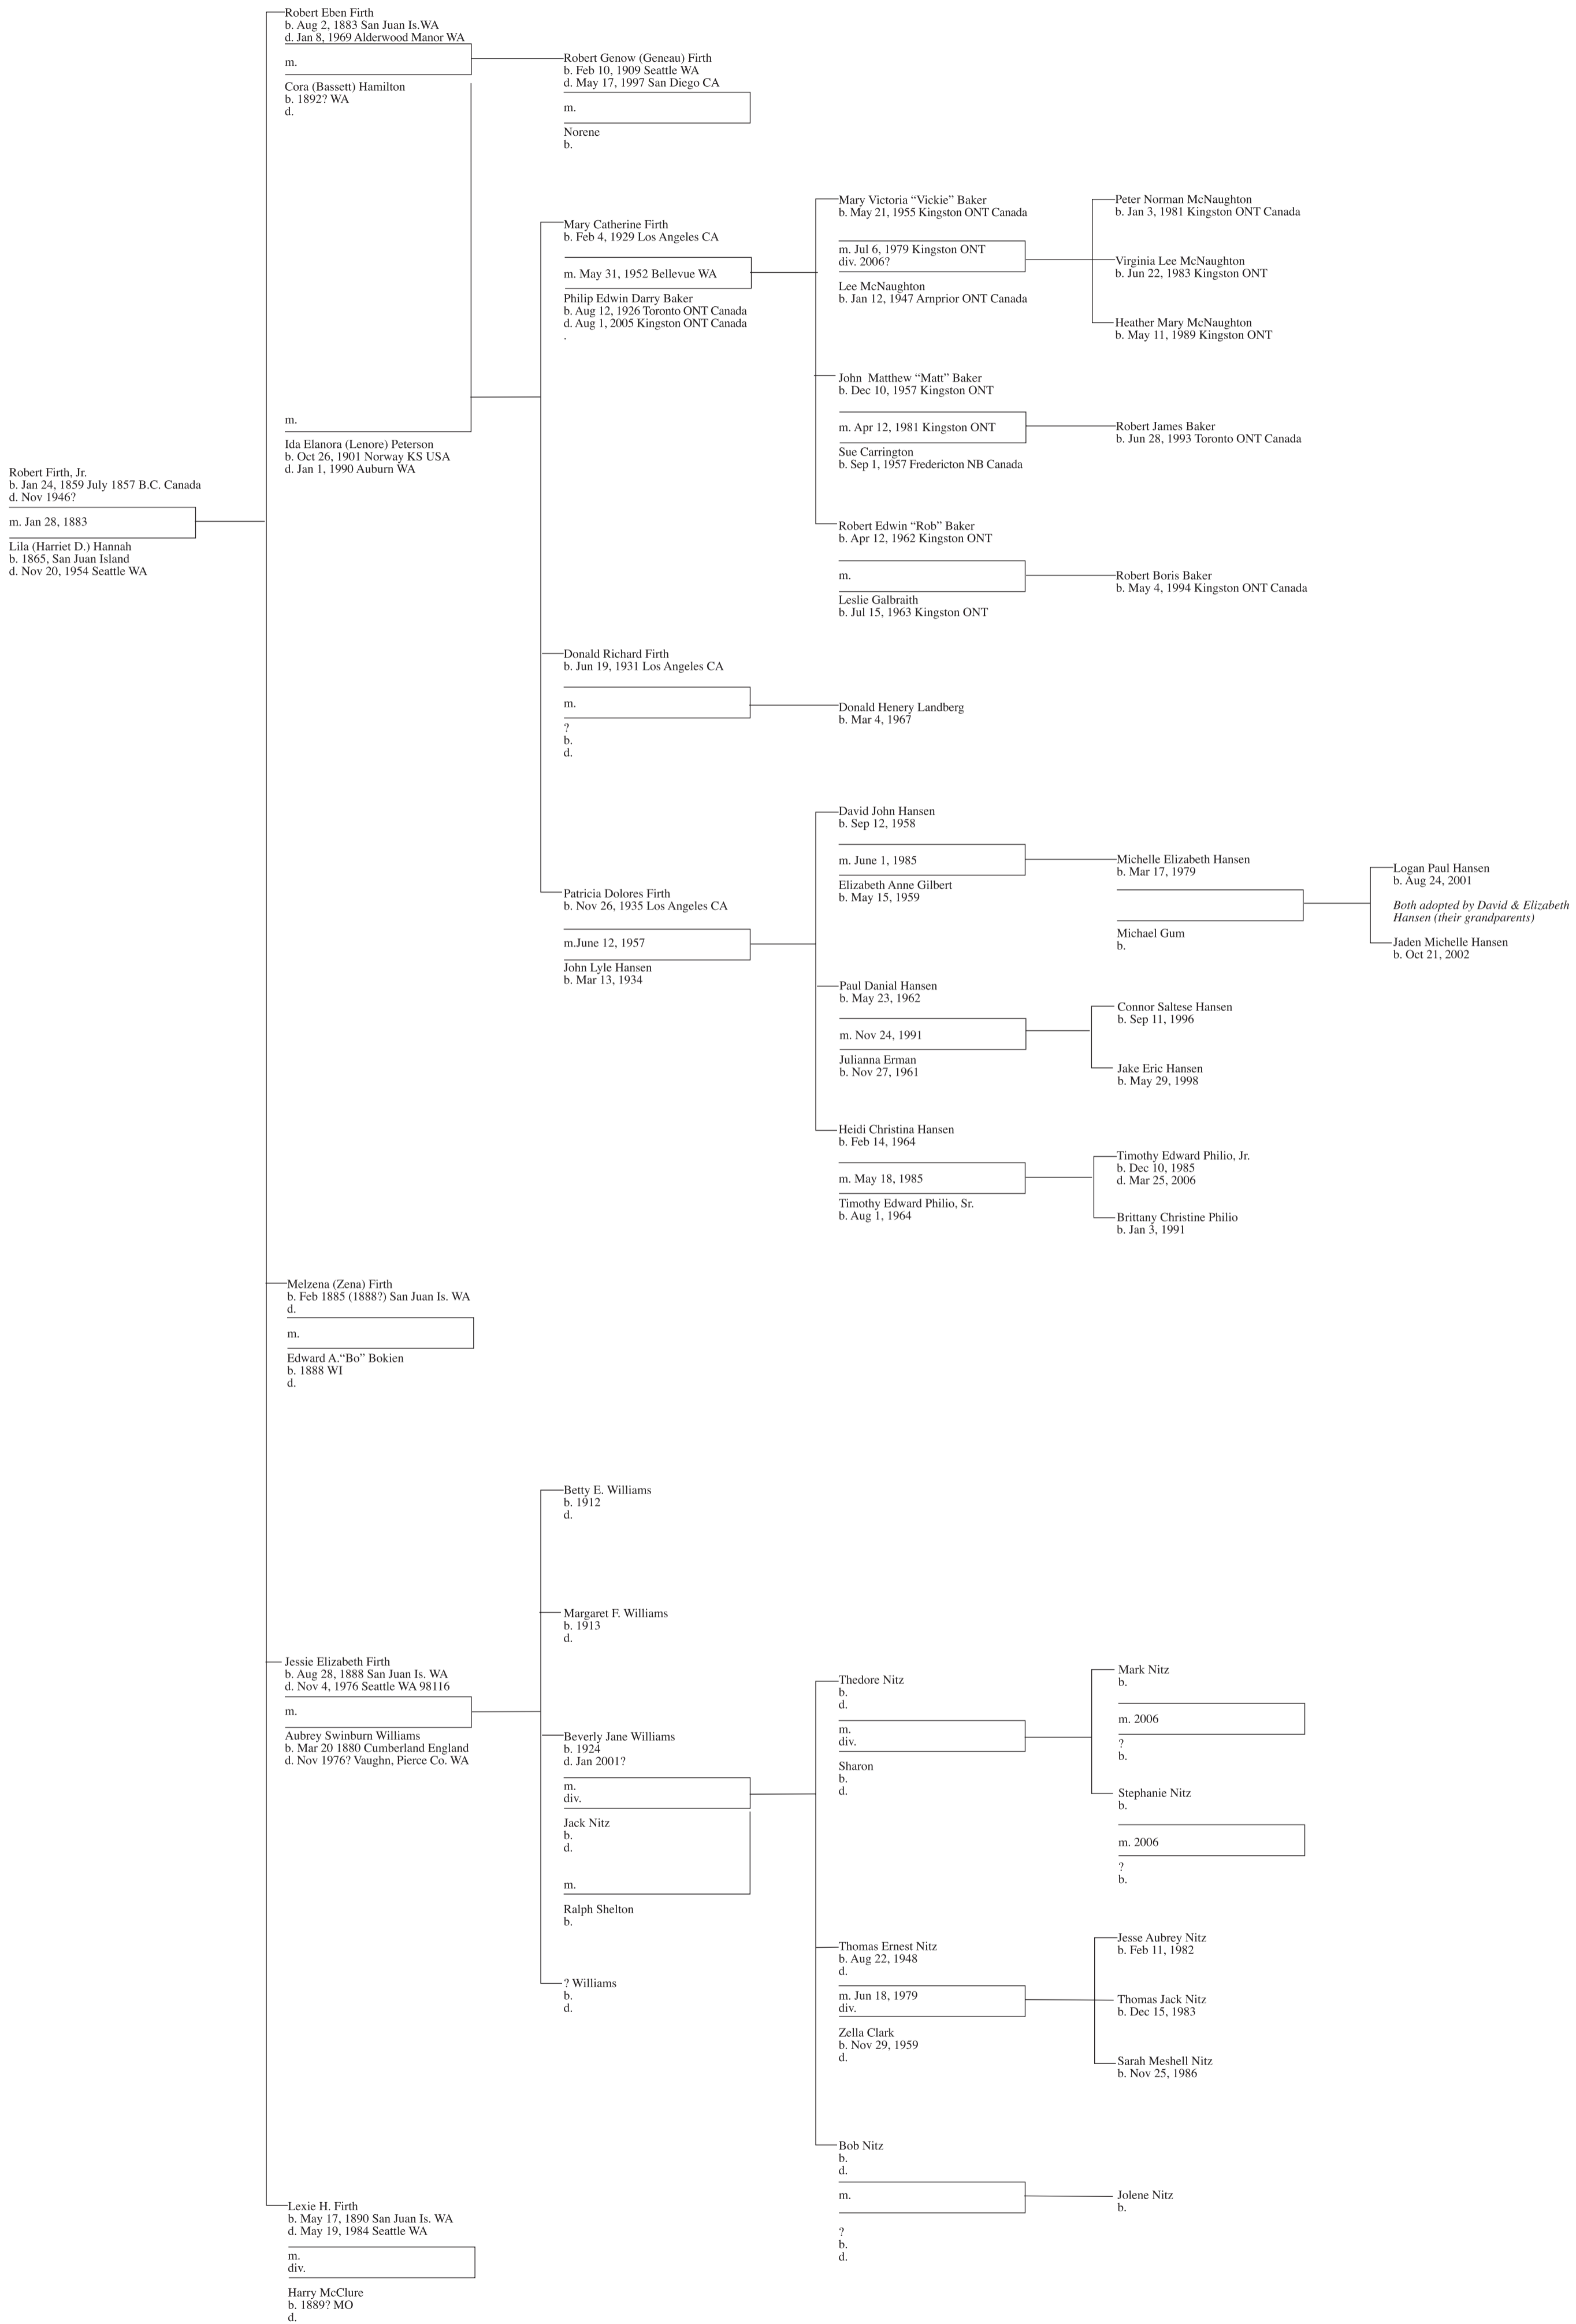 Robert Firth, Jr.
b. Jan 24, 1859 July 1857 B.C. Canada
d. Nov 1946?
m. Jan 28, 1883
Lila (Harriet D.) Hannah
b. 1865, San Juan Island
d. Nov 20, 1954 Seattle WA
Robert Eben Firth
b. Aug 2, 1883 San Juan Is.WA
d. Jan 8, 1969 Alderwood Manor WA
m.
Cora (Bassett) Hamilton
b. 1892? WA
d.
Robert Genow (Geneau) Firth
b. Feb 10, 1909 Seattle WA
d. May 17, 1997 San Diego CA
m.
Norene
b.
m.
Ida Elanora (Lenore) Peterson
b. Oct 26, 1901 Norway KS USA
d. Jan 1, 1990 Auburn WA
Mary Catherine Firth
b. Feb 4, 1929 Los Angeles CA
m. May 31, 1952 Bellevue WA
Philip Edwin Darry Baker
b. Aug 12, 1926 Toronto ONT Canada
d. Aug 1, 2005 Kingston ONT Canada
.
Mary Victoria “Vickie” Baker
b. May 21, 1955 Kingston ONT Canada
m. Jul 6, 1979 Kingston ONT
div. 2006?
Lee McNaughton
b. Jan 12, 1947 Arnprior ONT Canada
Peter Norman McNaughton
b. Jan 3, 1981 Kingston ONT Canada
Virginia Lee McNaughton
b. Jun 22, 1983 Kingston ONT
Heather Mary McNaughton
b. May 11, 1989 Kingston ONT
John  Matthew “Matt” Baker
b. Dec 10, 1957 Kingston ONT
m. Apr 12, 1981 Kingston ONT
Sue Carrington
b. Sep 1, 1957 Fredericton NB Canada
Robert James Baker
b. Jun 28, 1993 Toronto ONT Canada
Robert Edwin “Rob” Baker
b. Apr 12, 1962 Kingston ONT
m.
Leslie Galbraith
b. Jul 15, 1963 Kingston ONT
Robert Boris Baker
b. May 4, 1994 Kingston ONT Canada
Donald Richard Firth
b. Jun 19, 1931 Los Angeles CA
m.
?
b.
d.
Donald Henery Landberg
b. Mar 4, 1967
Patricia Dolores Firth
b. Nov 26, 1935 Los Angeles CA
m.June 12, 1957
John Lyle Hansen
b. Mar 13, 1934
David John Hansen
b. Sep 12, 1958
m. June 1, 1985
Elizabeth Anne Gilbert
b. May 15, 1959
Michelle Elizabeth Hansen
b. Mar 17, 1979
Michael Gum
b.
Logan Paul Hansen
b. Aug 24, 2001
Both adopted by David & Elizabeth
Hansen (their grandparents)
Jaden Michelle Hansen
b. Oct 21, 2002
Paul Danial Hansen
b. May 23, 1962
m. Nov 24, 1991
Julianna Erman
b. Nov 27, 1961
Connor Saltese Hansen
b. Sep 11, 1996
Jake Eric Hansen
b. May 29, 1998
Heidi Christina Hansen
b. Feb 14, 1964
m. May 18, 1985
Timothy Edward Philio, Sr.
b. Aug 1, 1964
Timothy Edward Philio, Jr.
b. Dec 10, 1985
d. Mar 25, 2006
Brittany Christine Philio
b. Jan 3, 1991
Melzena (Zena) Firth
b. Feb 1885 (1888?) San Juan Is. WA
d.
m.
Edward A.“Bo” Bokien
b. 1888 WI
d.
Jessie Elizabeth Firth
b. Aug 28, 1888 San Juan Is. WA
d. Nov 4, 1976 Seattle WA 98116
m.
Aubrey Swinburn Williams
b. Mar 20 1880 Cumberland England
d. Nov 1976? Vaughn, Pierce Co. WA
Betty E. Williams
b. 1912
d.
Margaret F. Williams
b. 1913
d.
Beverly Jane Williams
b. 1924
d. Jan 2001?
m.
div.
Jack Nitz
b.
d.
m.
Ralph Shelton
b.
? Williams
b.
d.
Thedore Nitz
b.
d.
m.
div.
Sharon
b.
d.
Mark Nitz
b.
m. 2006
?
b.
Stephanie Nitz
b.
m. 2006
?
b.
Thomas Ernest Nitz
b. Aug 22, 1948
d.
m. Jun 18, 1979
div.
Zella Clark
b. Nov 29, 1959
d.
Jesse Aubrey Nitz
b. Feb 11, 1982
Thomas Jack Nitz
b. Dec 15, 1983
Sarah Meshell Nitz
b. Nov 25, 1986
Bob Nitz
b.
d.
m.
?
b.
d.
Jolene Nitz
b.
Lexie H. Firth
b. May 17, 1890 San Juan Is. WA
d. May 19, 1984 Seattle WA
m.
div.
Harry McClure
b. 1889? MO
d.